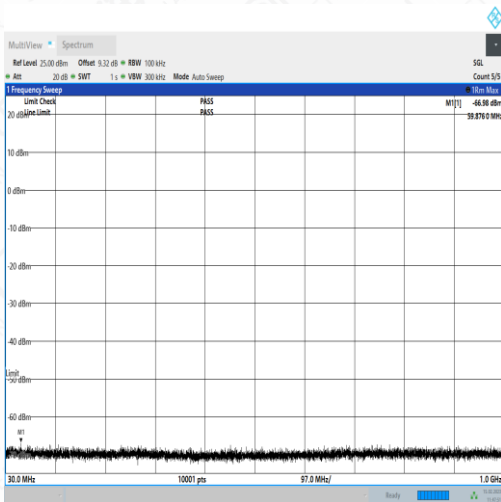 MultiView Spectrum
Ref Level 25.00 dBm Offset 9.32 dB RBW 100 kHz SGL
Att 20 dB SWT 1 s VBW 300 kHz Mode Auto Sweep Count 5/5
1 Frequency Sweep 1Rm Max
Limit Check PASS M1[1] -66.98 dBm
Line Limit PASS 59.8760 MHz
20 dBm
10 dBm
0 dBm
-10 dBm
-20 dBm
-30 dBm
-40 dBm
Limit
-50 dBm
-60 dBm
M1
30.0 MHz 10001 pts 97.0 MHz/ 1.0 GHz
Ready